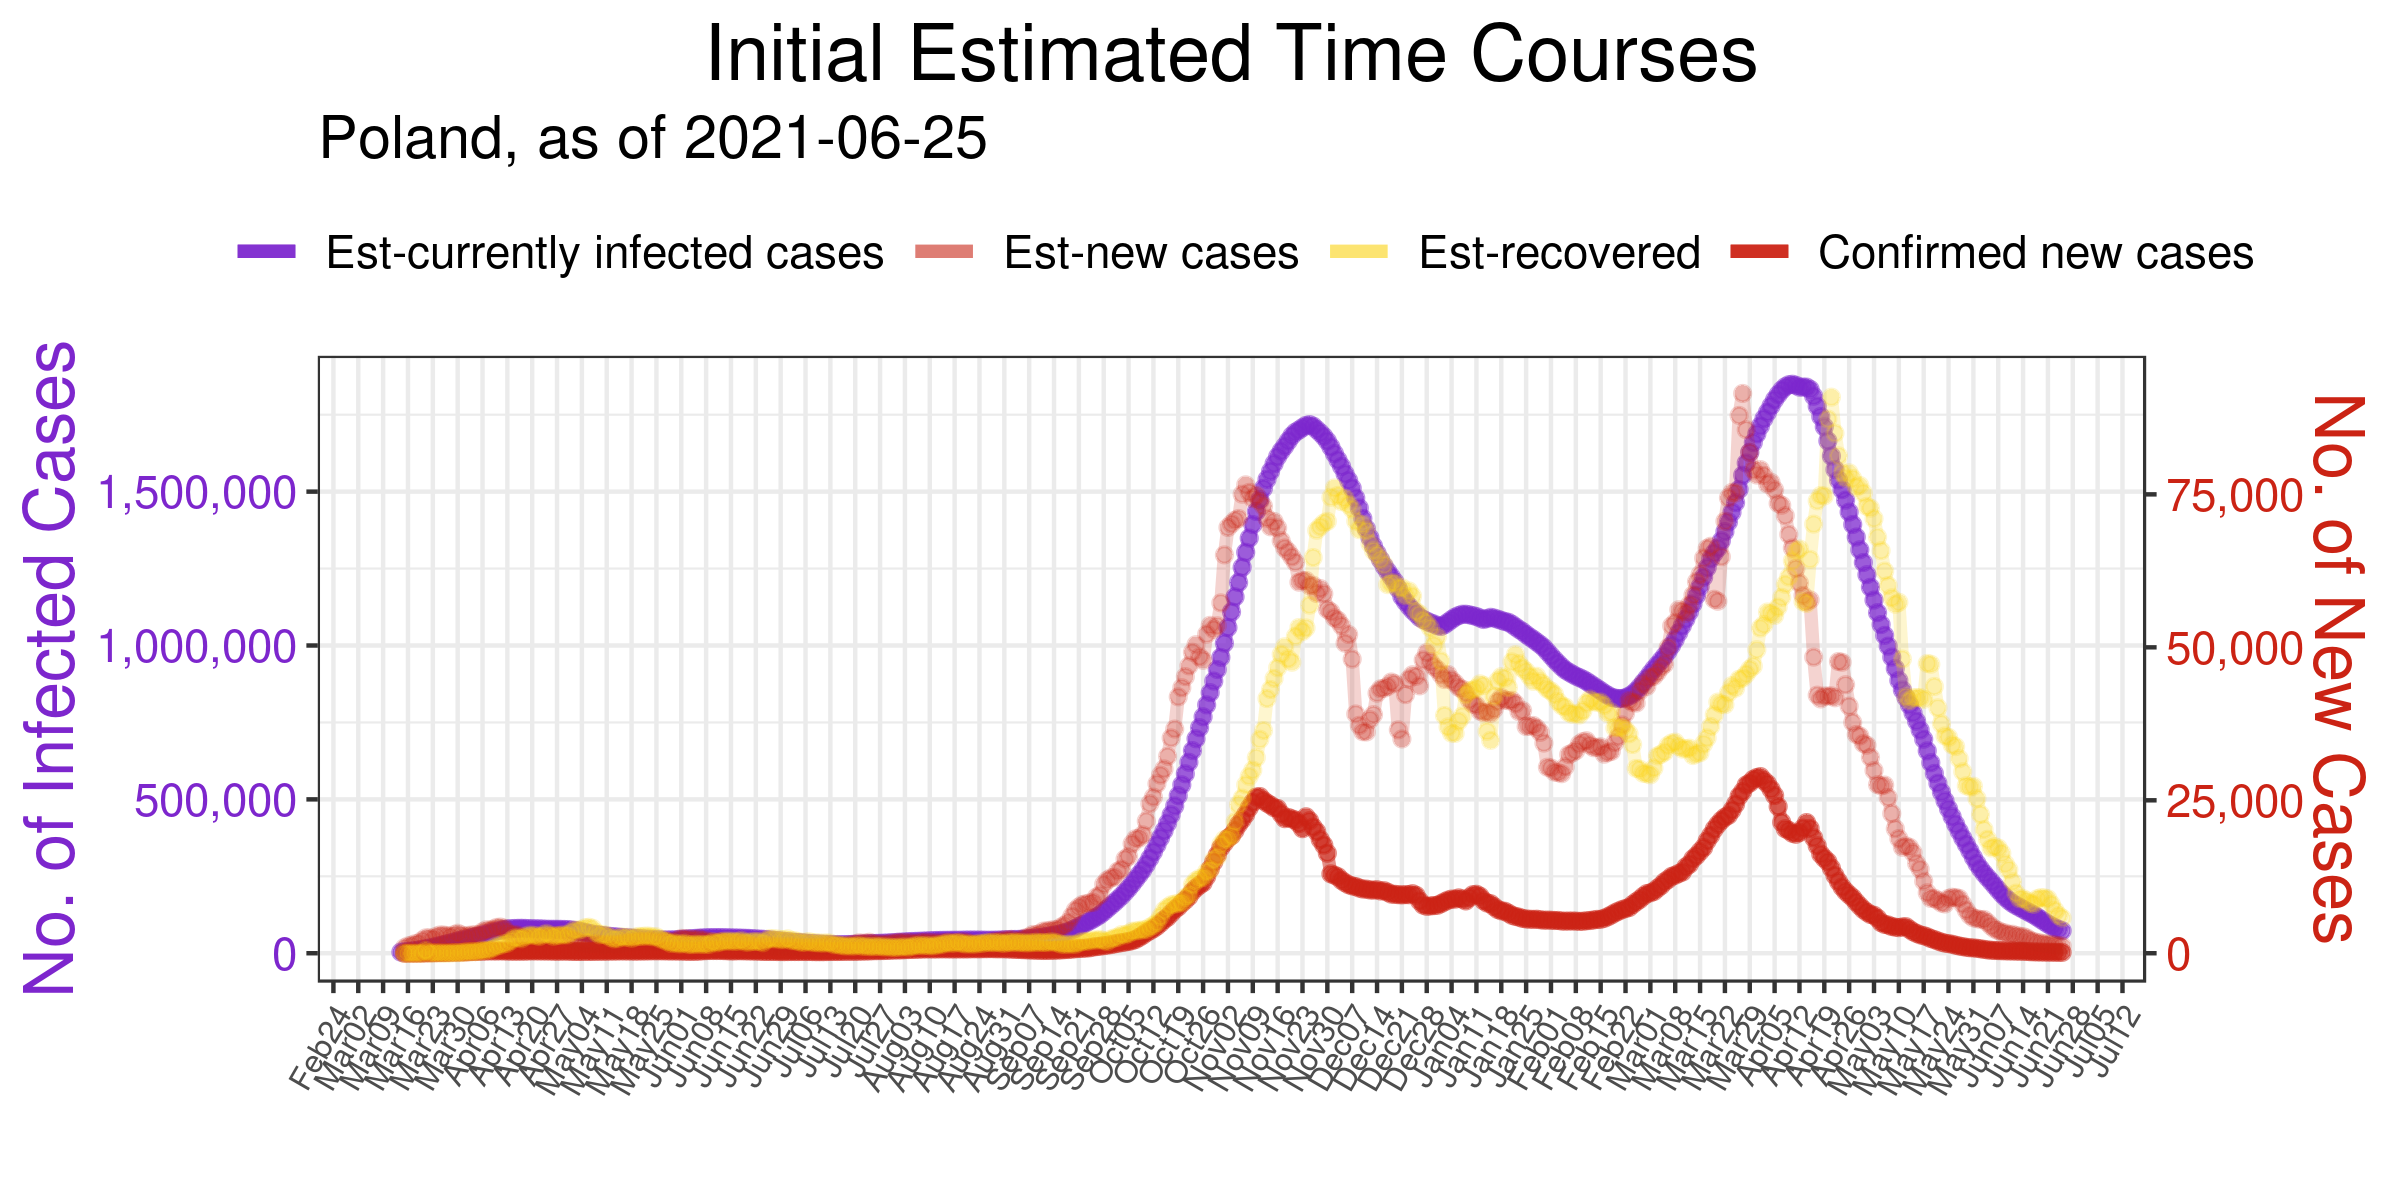 Initial Estimated Time Courses
Poland, as of 2021-06-25
Est-currently infected cases
Est-new cases
Est-recovered
Confirmed new cases
No. of Infected Cases
1,500,000
1,000,000
500,000
0
75,000
50,000
25,000
0
No. of New Cases
Feb24
Mar02
Mar09
Mar16
Mar23
Mar30
Apr06
Apr13
Apr20
Apr27
May04
May11
May18
May25
Jun01
Jun08
Jun15
Jun22
Jun29
Jul06
Jul13
Jul20
Jul27
Aug03
Aug10
Aug17
Aug24
Aug31
Sep07
Sep14
Sep21
Sep28
Oct05
Oct12
Oct19
Oct26
Nov02
Nov09
Nov16
Nov23
Nov30
Dec07
Dec14
Dec21
Dec28
Jan04
Jan11
Jan18
Jan25
Feb01
Feb08
Feb15
Feb22
Mar01
Mar08
Mar15
Mar22
Mar29
Apr05
Apr12
Apr19
Apr26
May03
May10
May17
May24
May31
Jun07
Jun14
Jun21
Jun28
Jul05
Jul12